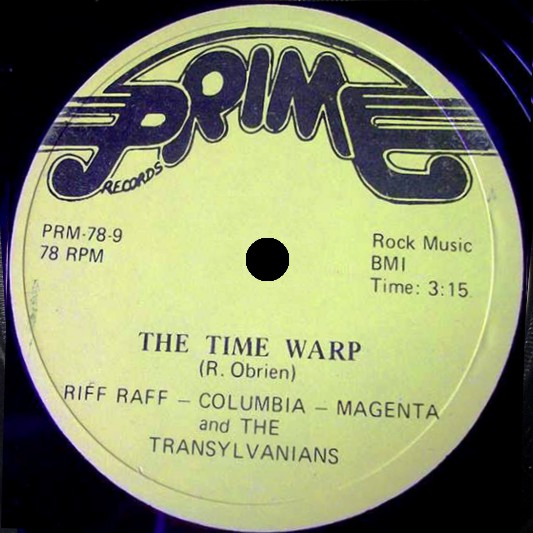 PRIME
RECORDS
PRM-78-9
78 RPM
Rock Music
BMI
Time: 3:15
THE TIME WARP
(R. Obrien)
RIFF RAFF – COLUMBIA – MAGENTA
and THE
TRANSYLVANIANS